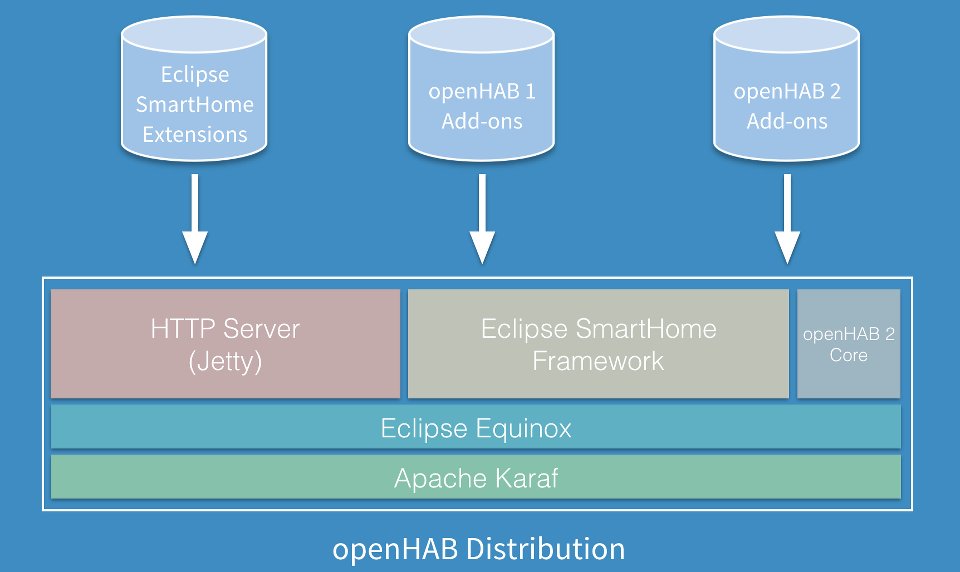 Eclipse
SmartHome
Extensions
openHAB 1
Add-ons
openHAB 2
Add-ons
HTTP Server
(Jetty)
Eclipse SmartHome
Framework
openHAB 2
Core
Eclipse Equinox
Apache Karaf
openHAB Distribution